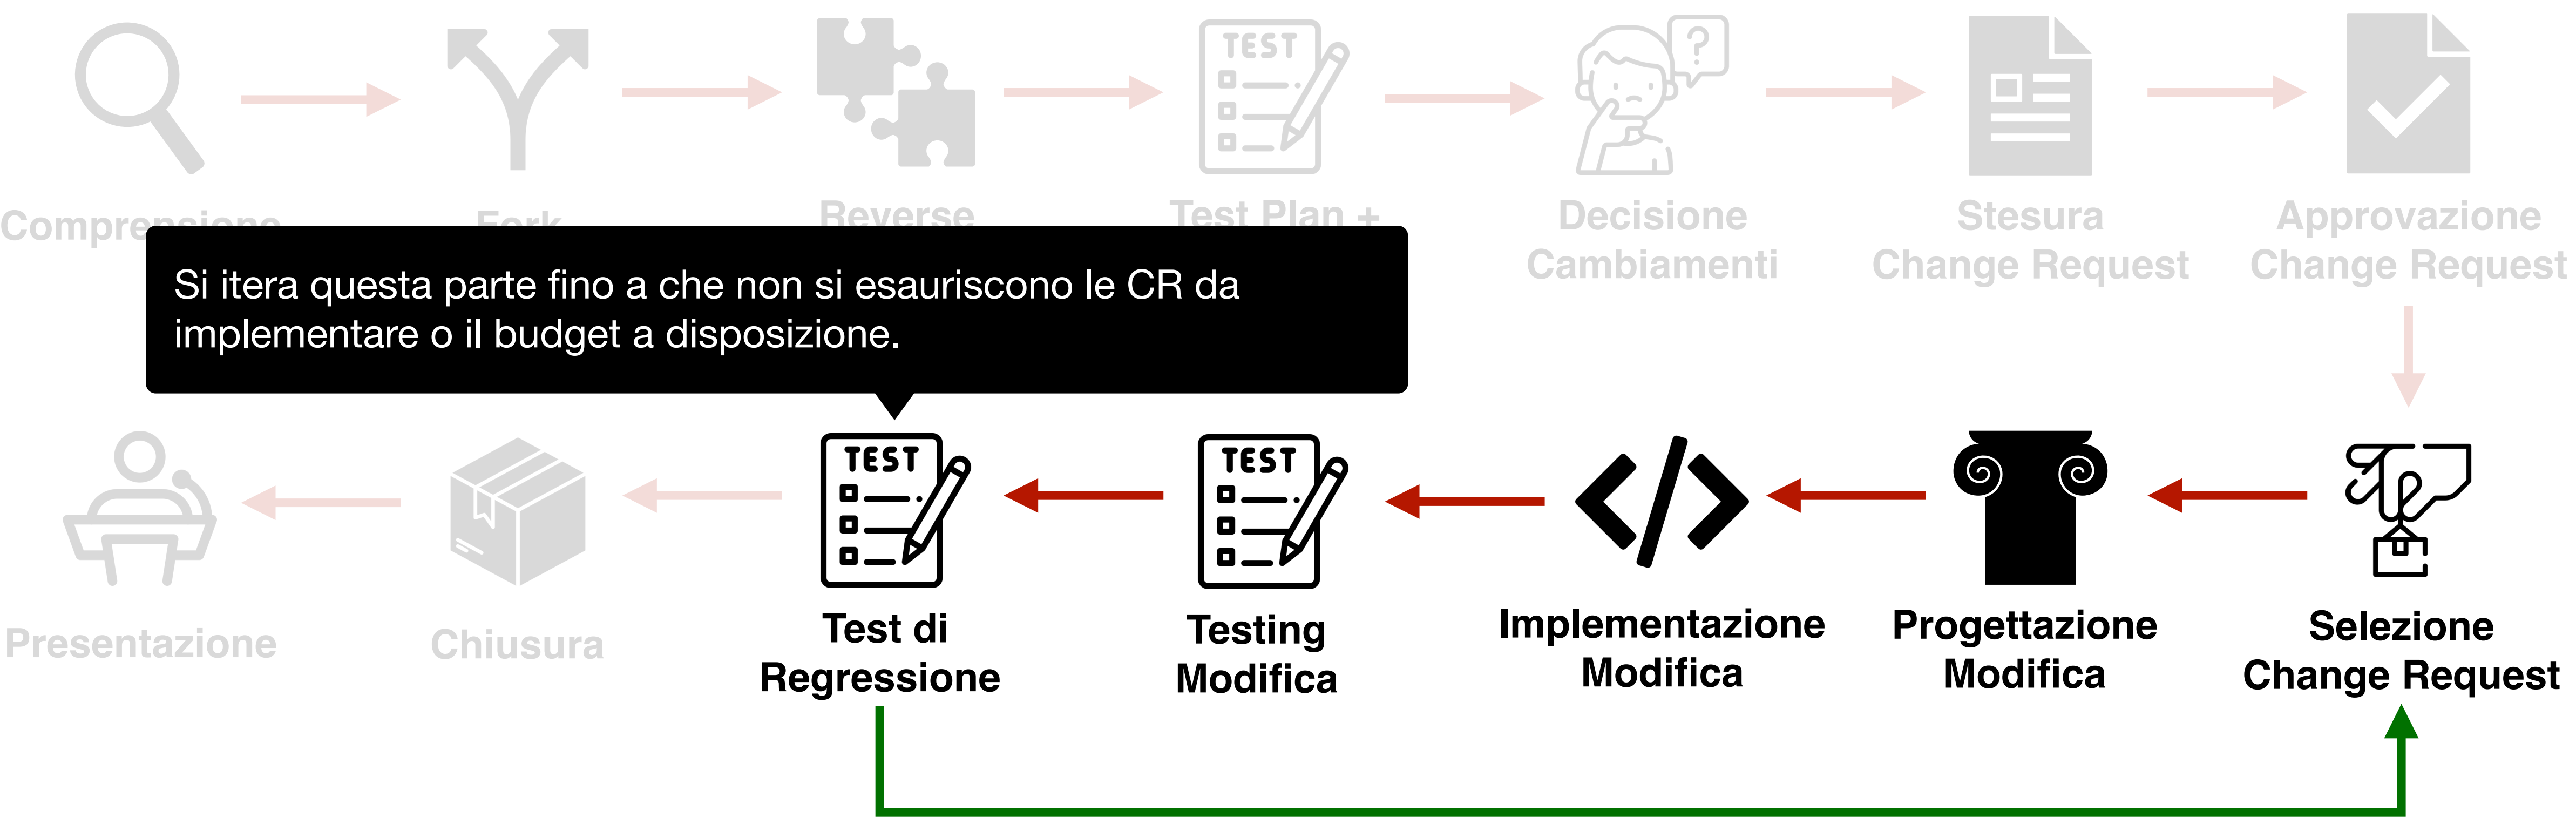 TEST
?
Comprensione
Fork
Reverse
Test Plan +
Decisione
Cambiamenti
Stesura
Change Request
Approvazione
Change Request
Si itera questa parte fino a che non si esauriscono le CR da
implementare o il budget a disposizione.
TEST
TEST
Presentazione
Chiusura
Test di
Regressione
Testing
Modifica
Implementazione
Modifica
Progettazione
Modifica
Selezione
Change Request